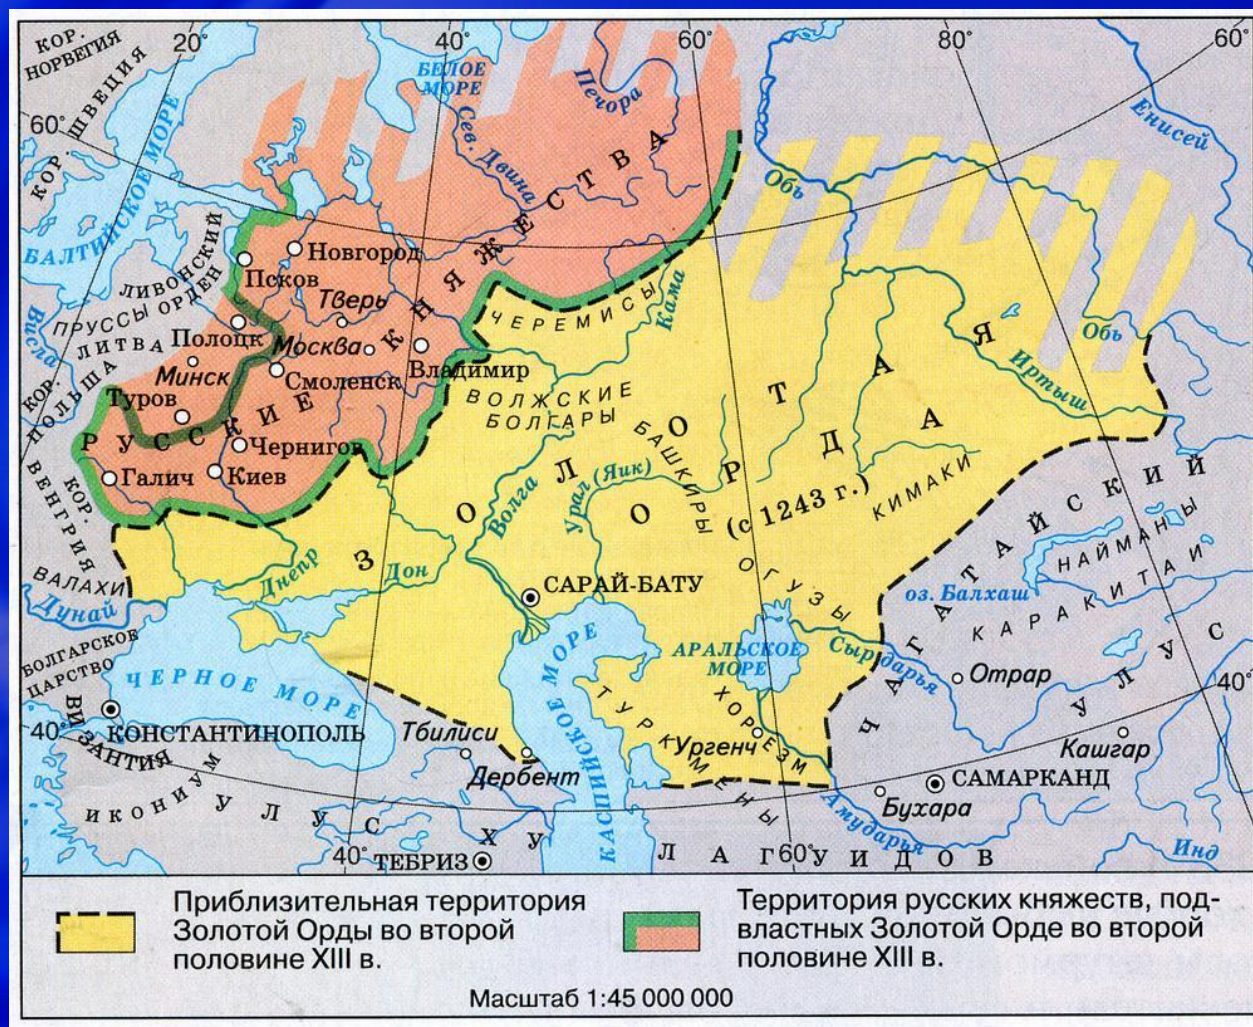 КОР.
НОРВЕГИЯ
20°
40°
60°
80°
60°
КОР. ШВЕЦИЯ
60°
БЕЛОЕ
МОРЕ
Печора
Сев. Двина
Енисей
Обь
БАЛТИЙСКОЕ МОРЕ
ЛИВОНСКИЙ
ОРДЕН
ПРУССЫ
ЛИТВА
Висла
КОР.
ПОЛЬША
КОР.
ВЕНГРИЯ
РУССКИЕ КНЯЖЕСТВА
Новгород
Псков
Тверь
Полоцк
Москва
Минск
Смоленск
Владимир
Туров
Чернигов
Галич
Киев
ЧЕРЕМИСЫ
Кама
ВОЛЖСКИЕ
БОЛГАРЫ
БАШКИРЫ
Обь
Иртыш
ЗОЛОТАЯ
ОРДА
(с 1243 г.)
КИМАКИ
Волга
Урал (Яик)
Днепр
Дон
САРАЙ-БАТУ
ОГУЗЫ
ВАЛАХИ
Дунай
БОЛГАРСКОЕ
ЦАРСТВО
ЧЕРНОЕ МОРЕ
КОНСТАНТИНОПОЛЬ
40°
ВИЗАНТИЯ
ИКОНИУМ
Тбилиси
Дербент
КАСПИЙСКОЕ МОРЕ
АРАЛЬСКОЕ
МОРЕ
ТУРКМЕНЫ
ХОРЕЗМ
Ургенч
Сырдарья
оз. Балхаш
НАЙМАНЫ
КАРАКИТАИ
ЧАГАТАЙСКИЙ
УЛУС
Отрар
40°
Кашгар
САМАРКАНД
Бухара
Амударья
Инд
УЛУС ХУЛАГУИДОВ
40°
ТЕБРИЗ
60°
Приблизительная территория
Золотой Орды во второй
половине XIII в.
Территория русских княжеств, под-
властных Золотой Орде во второй
половине XIII в.
Масштаб 1:45 000 000